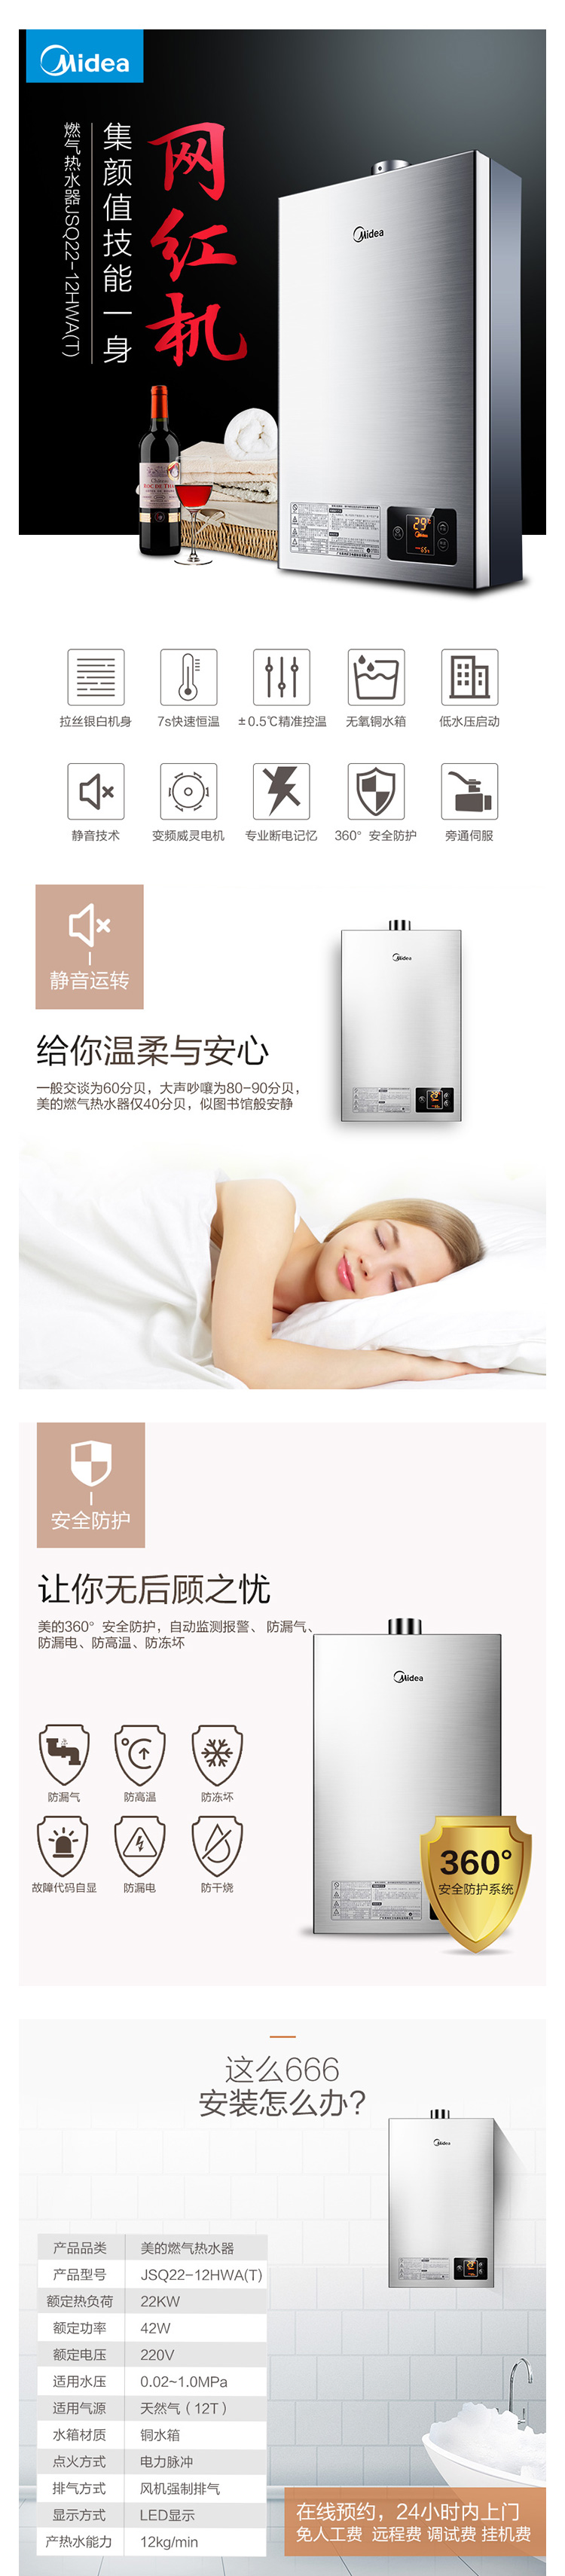 Midea
网红机
集颜值技能一身
燃气热水器JSQ22-12HWA(T)
Midea
29
65
拉丝银白机身
7s快速恒温
±0.5℃精准控温
无氧铜水箱
低水压启动
静音技术
变频威灵电机
专业断电记忆
360°安全防护
旁通伺服
静音运转
Midea
给你温柔与安心
一般交谈为60分贝，大声吵嚷为80-90分贝，
美的燃气热水器仅40分贝，似图书馆般安静
安全防护
让你无后顾之忧
美的360°安全防护，自动监测报警、防漏气、
防漏电、防高温、防冻坏
Midea
防漏气
防高温
防冻坏
故障代码自显
防漏电
防干烧
360°
安全防护系统
这么666
安装怎么办?
Midea
产品品类 美的燃气热水器
产品型号 JSQ22-12HWA(T)
额定热负荷 22KW
额定功率 42W
额定电压 220V
适用水压 0.02~1.0MPa
适用气源 天然气（12T）
水箱材质 铜水箱
点火方式 电力脉冲
排气方式 风机强制排气
显示方式 LED显示
产热水能力 12kg/min
在线预约，24小时内上门
免人工费 远程费 调试费 挂机费